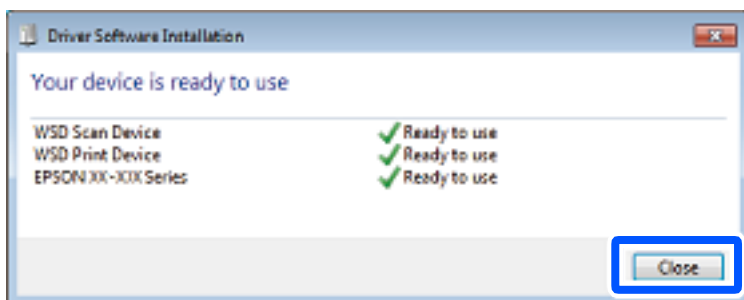 Driver Software Installation
Your device is ready to use
WSD Scan Device Ready to use
WSD Print Device Ready to use
EPSON XX-XXX Series Ready to use
Close